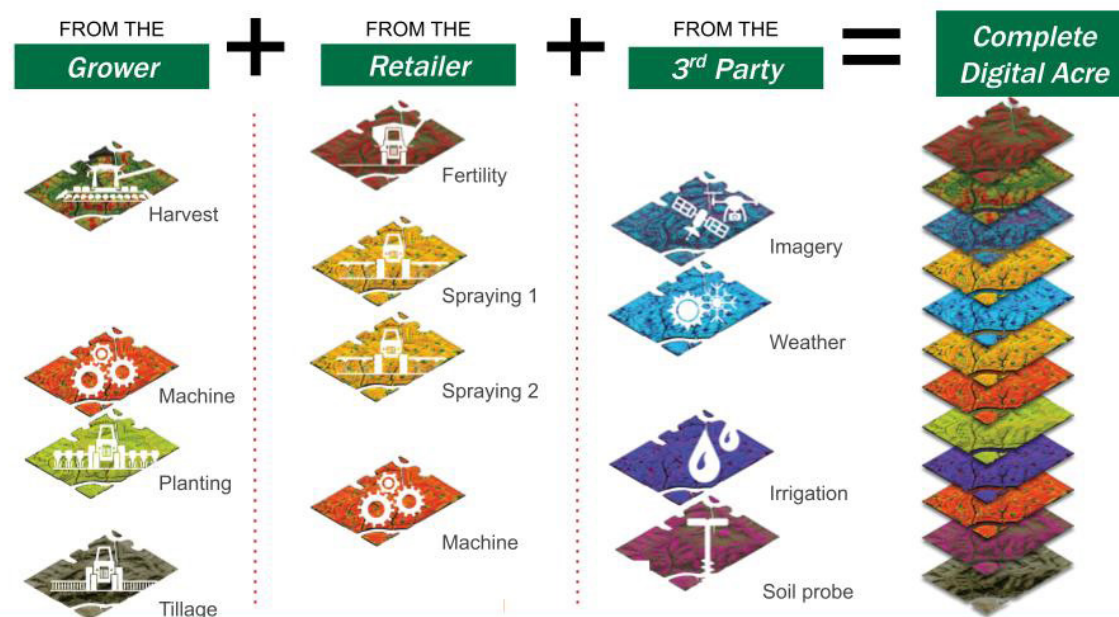 FROM THE
Grower
+
FROM THE
Retailer
+
FROM THE
3rd Party
=
Complete
Digital Acre
Harvest
Machine
Planting
Tillage
Fertility
Spraying 1
Spraying 2
Machine
Imagery
Weather
Irrigation
Soil probe